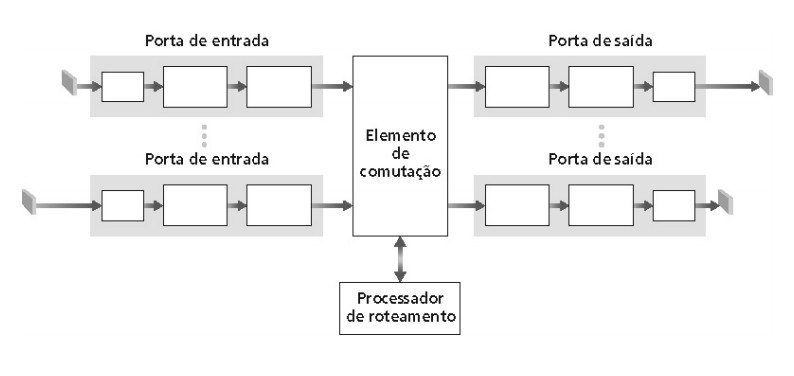 Porta de entrada
Porta de saída
Elemento
de
comutação
Porta de entrada
Porta de saída
Processador
de roteamento